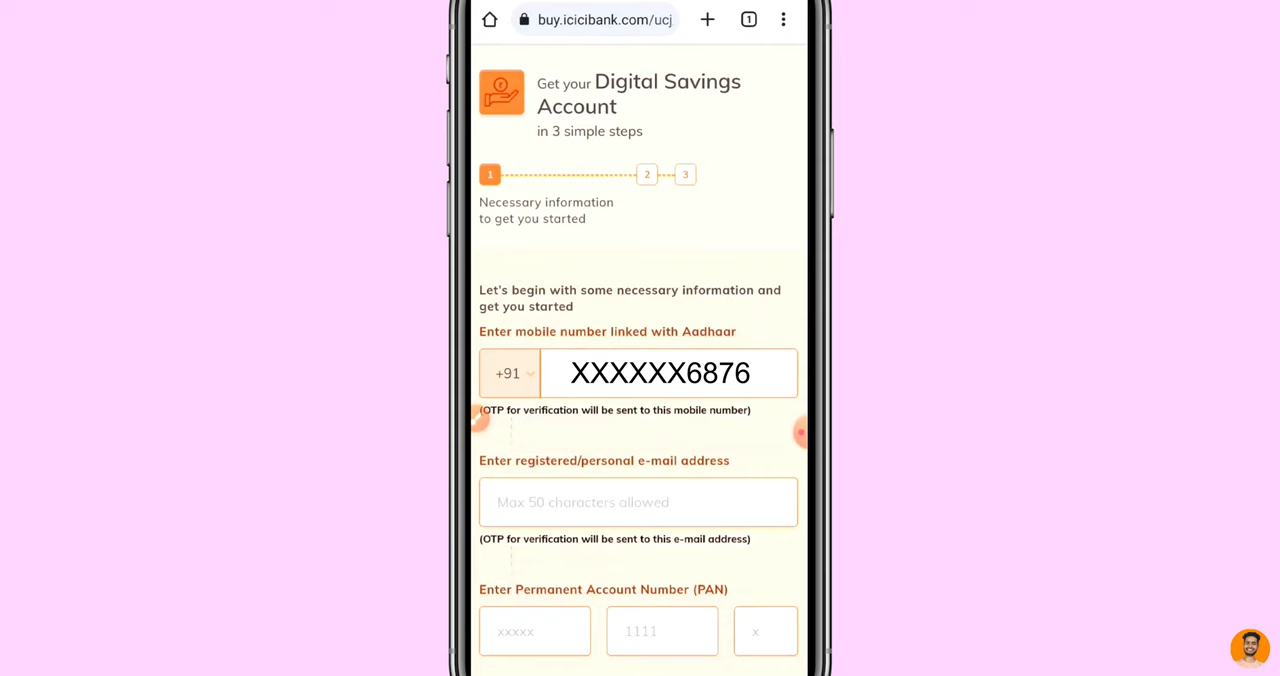 buy.icicibank.com/ucj
1
Get your Digital Savings
Account
in 3 simple steps
1 2 3
Necessary information
to get you started
Let's begin with some necessary information and
get you started
Enter mobile number linked with Aadhaar
+91 XXXXXX6876
(OTP for verification will be sent to this mobile number)
Enter registered/personal e-mail address
Max 50 characters allowed
(OTP for verification will be sent to this e-mail address)
Enter Permanent Account Number (PAN)
xxxxx 1111 x